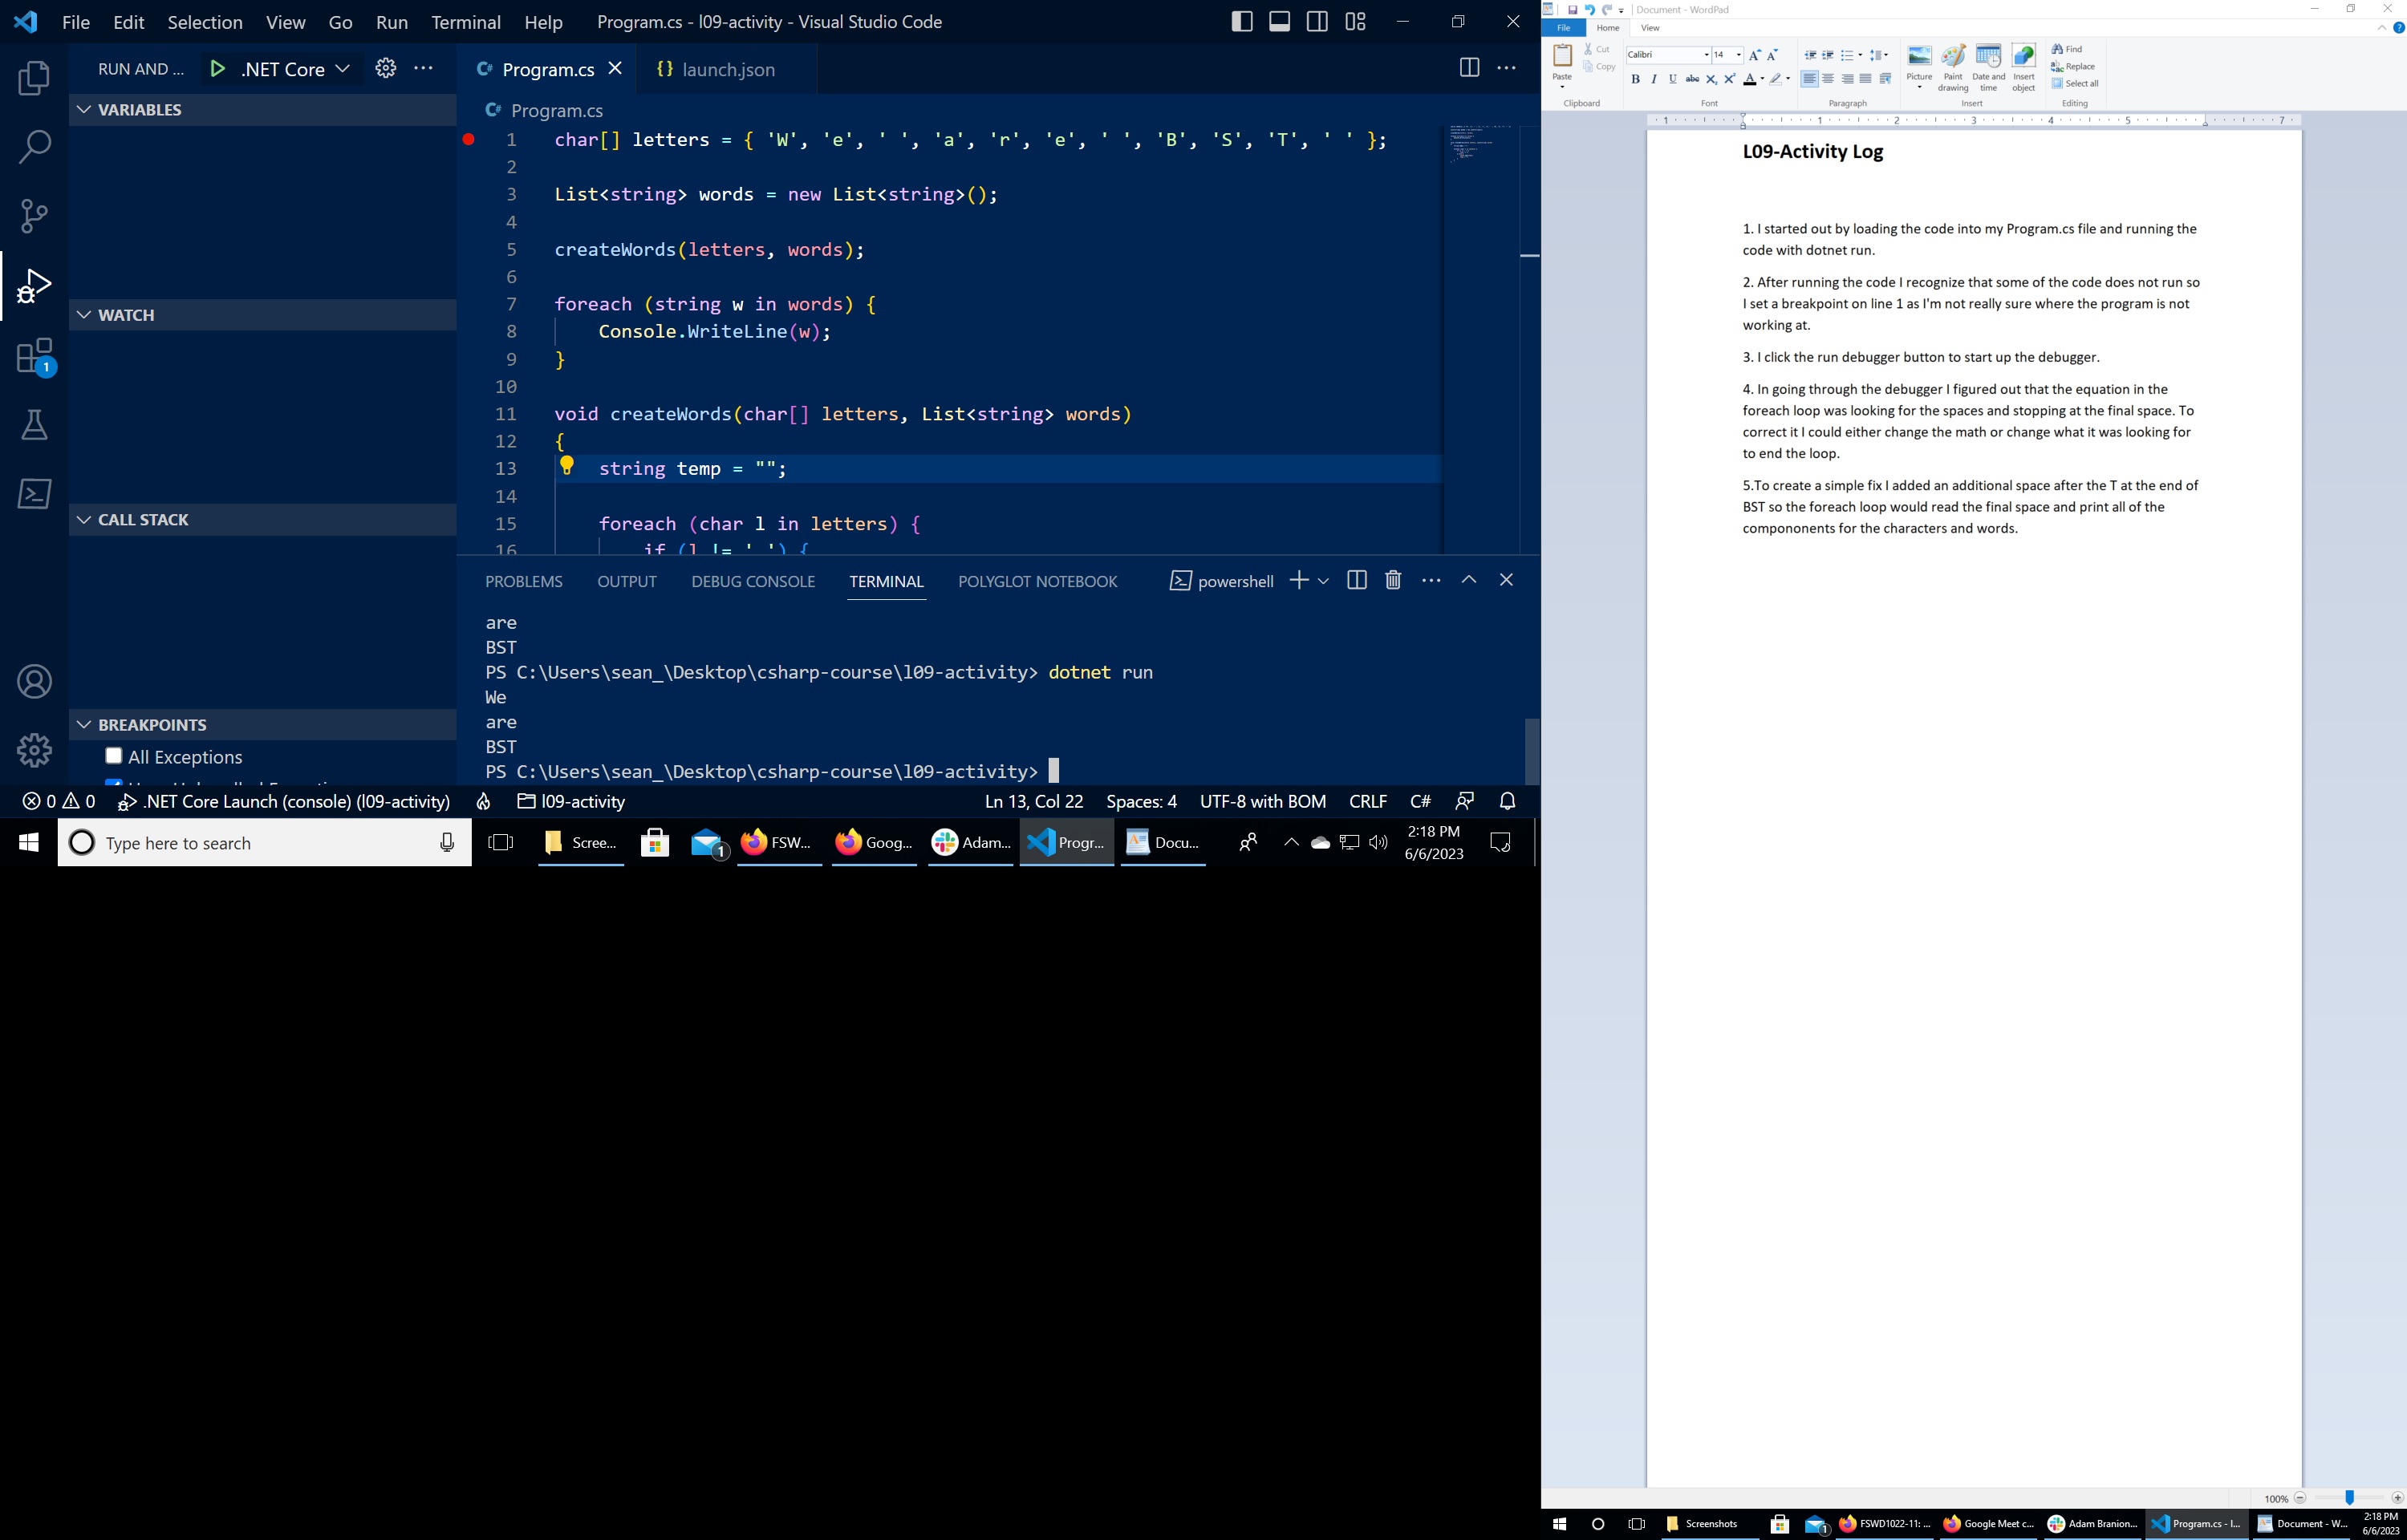 File Edit Selection View Go Run Terminal Help Program.cs - l09-activity - Visual Studio Code
RUN AND ... .NET Core
Program.cs launch.json
VARIABLES
Program.cs
1 char[] letters = { 'W', 'e', ' ', 'a', 'r', 'e', ' ', 'B', 'S', 'T', ' ' };
2
3 List<string> words = new List<string>();
4
5 createWords(letters, words);
6
7 foreach (string w in words) {
8 Console.WriteLine(w);
9 }
10
11 void createWords(char[] letters, List<string> words)
12 {
13 string temp = "";
14
15 foreach (char l in letters) {
16 if (l != ' ') {
WATCH
CALL STACK
BREAKPOINTS
All Exceptions
1
PROBLEMS OUTPUT DEBUG CONSOLE TERMINAL POLYGLOT NOTEBOOK powershell
are
BST
PS C:\Users\sean_\Desktop\csharp-course\l09-activity> dotnet run
We
are
BST
PS C:\Users\sean_\Desktop\csharp-course\l09-activity>
0 0 .NET Core Launch (console) (l09-activity) l09-activity Ln 13, Col 22 Spaces: 4 UTF-8 with BOM CRLF C#
Type here to search Scree... 1 FSW... Goog... Adam... Progr... Docu... 2:18 PM
6/6/2023
Document - WordPad
File Home View
Paste Cut Copy
Calibri 14
B I U abc X₂ X² A
Picture Paint drawing Date and time Insert object
Find
Replace
Select all
Clipboard Font Paragraph Insert Editing
1 1 2 3 4 5 7
L09-Activity Log
1. I started out by loading the code into my Program.cs file and running the
code with dotnet run.
2. After running the code I recognize that some of the code does not run so
I set a breakpoint on line 1 as I'm not really sure where the program is not
working at.
3. I click the run debugger button to start up the debugger.
4. In going through the debugger I figured out that the equation in the
foreach loop was looking for the spaces and stopping at the final space. To
correct it I could either change the math or change what it was looking for
to end the loop.
5.To create a simple fix I added an additional space after the T at the end of
BST so the foreach loop would read the final space and print all of the
compononents for the characters and words.
100%
Screenshots 1 FSWD1022-11: ... Google Meet c... Adam Branion... Program.cs - l... Document - W... 2:18 PM
6/6/2023